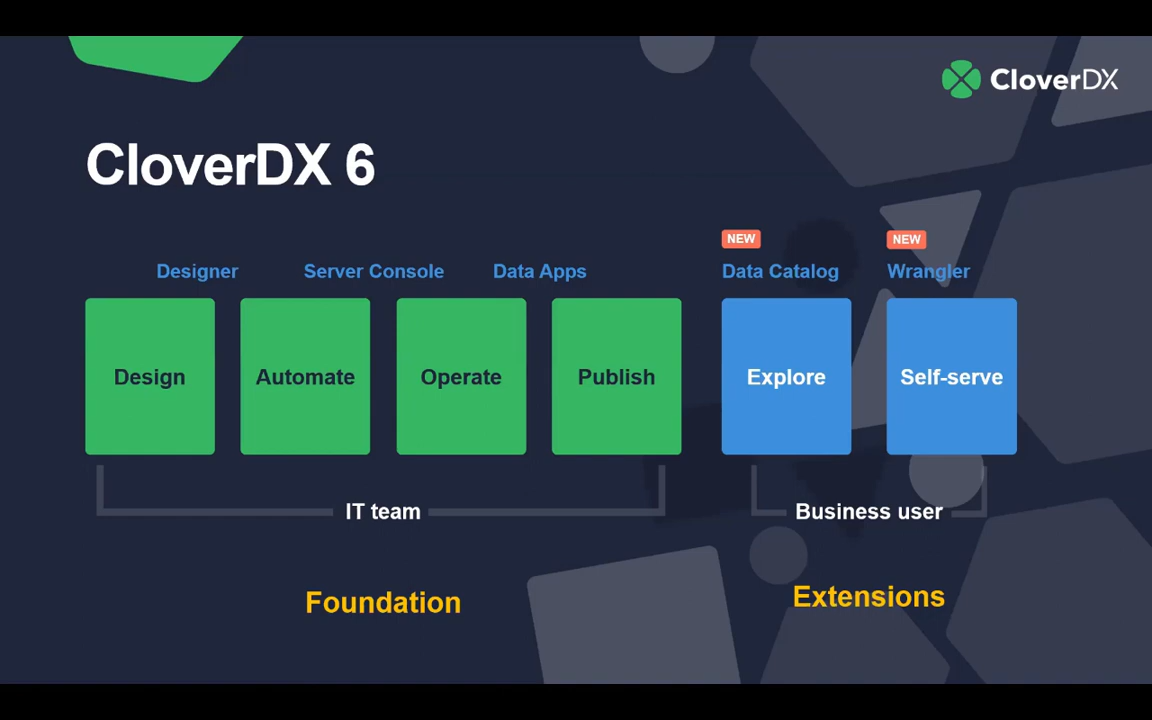 CloverDX
CloverDX 6
NEW
NEW
Designer
Server Console
Data Apps
Data Catalog
Wrangler
Design
Automate
Operate
Publish
Explore
Self-serve
IT team
Business user
Foundation
Extensions